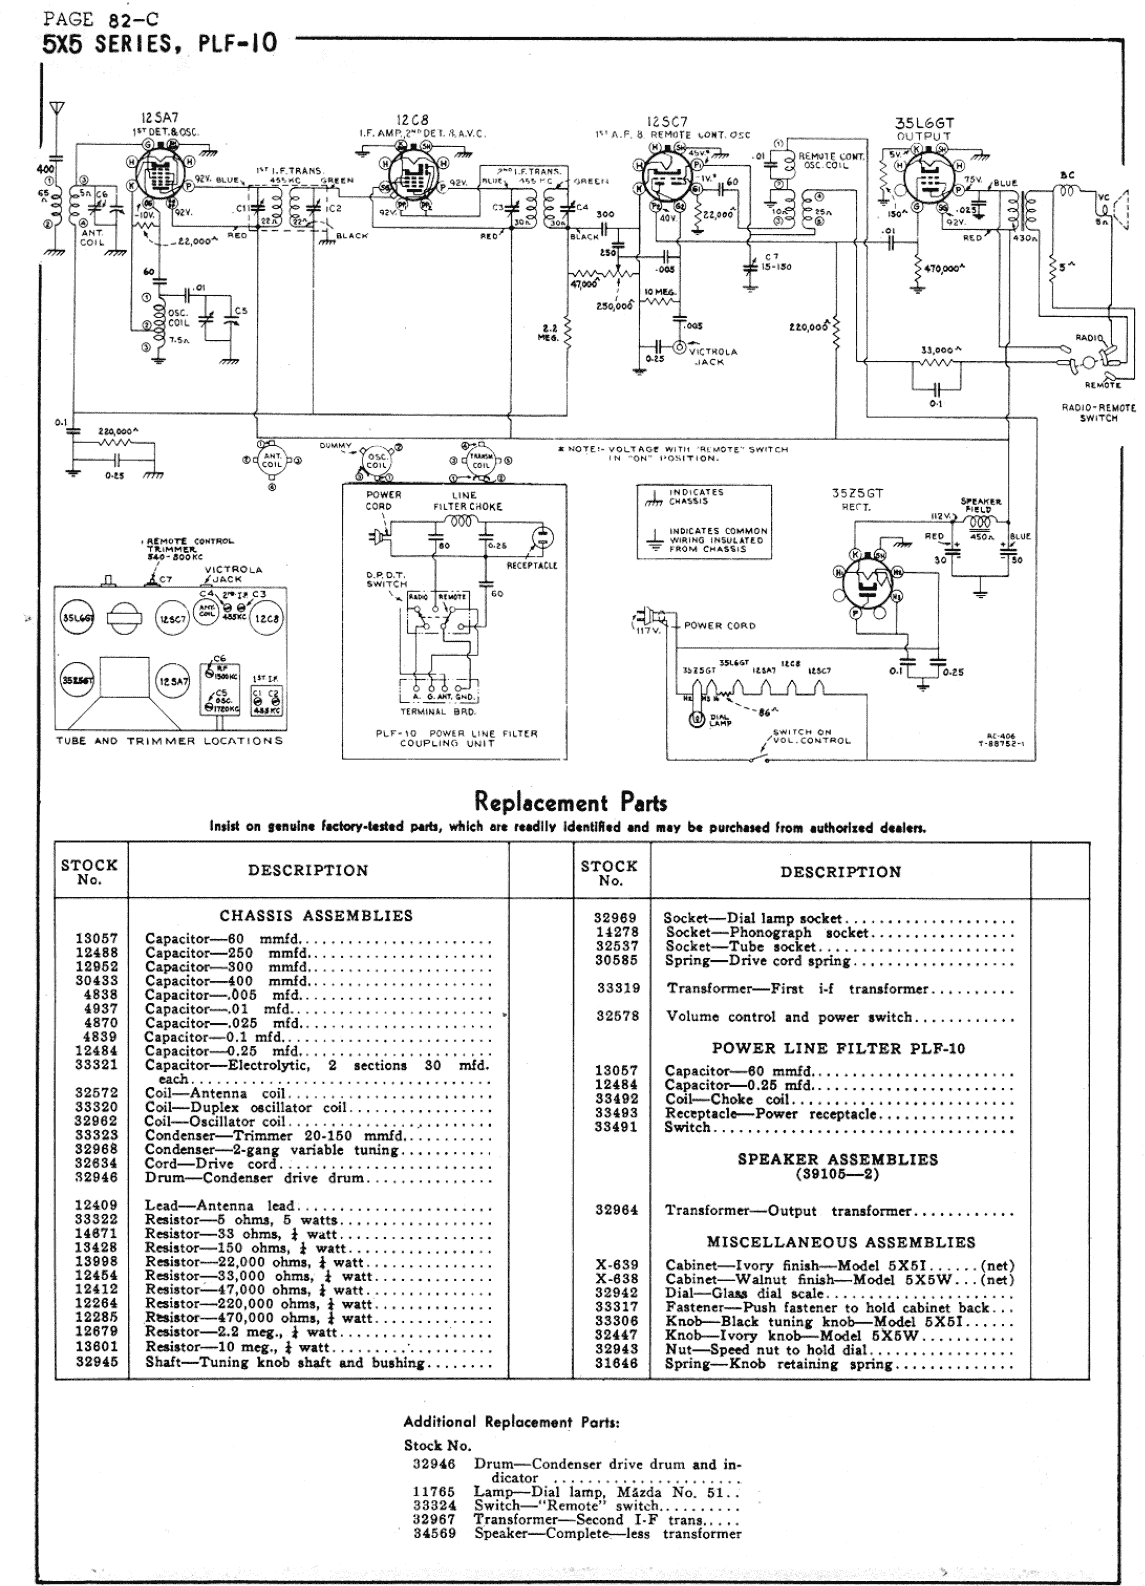 PAGE 82-C
5X5 SERIES, PLF-10
12SA7
1ST DET. & OSC.
12C8
I.F. AMP., 2ND DET. & A.V.C.
12SC7
1ST A.F. & REMOTE CONT. OSC
35L6GT
OUTPUT
1ST I.F. TRANS.
455 KC
BLUE
GREEN
RED
BLACK
2ND I.F. TRANS.
455 KC
BLUE
GREEN
RED
BLACK
REMOTE CONT.
OSC. COIL
BC
VC
400
ANT.
COIL
22,000
60
.01
OSC.
COIL
7.5
C5
C6
C1
C2
C3
C4
92V.
300
250
.005
47,000
250,000
10 MEG.
2.2
MEG.
.005
0.25
VICTROLA
JACK
40V.
22,000
60
C7
15-150
.01
220,000
.01
150
470,000
.025
75V.
92V.
BLUE
RED
430
5
33,000
0.1
RADIO
REMOTE
RADIO-REMOTE
SWITCH
0.1
220,000
0.25
ANT.
COIL
DUMMY
OSC.
COIL
TRANSM
COIL
* NOTE:- VOLTAGE WITH "REMOTE" SWITCH
IN "ON" POSITION.
POWER
CORD
LINE
FILTER CHOKE
60
0.25
RECEPTACLE
D.P.D.T.
SWITCH
RADIO
REMOTE
60
A. G. ANT. GND.
TERMINAL BRD.
PLF-10 POWER LINE FILTER
COUPLING UNIT
INDICATES
CHASSIS
INDICATES COMMON
WIRING INSULATED
FROM CHASSIS
35Z5GT
RECT.
112V.
SPEAKER
FIELD
450
RED
BLUE
30
50
117V.
POWER CORD
0.1
0.25
35Z5GT
35L6GT
12SA7
12C8
12SC7
86
DIAL
LAMP
SWITCH ON
VOL. CONTROL
RC-406
T-88752-1
REMOTE CONTROL
TRIMMER
540-800KC
C7
VICTROLA
JACK
C4
2ND I.F.
C3
455KC
35L6GT
12SC7
ANT.
COIL
12C8
35Z5GT
12SA7
C6
R.F
1500KC
C5
OSC.
1720KC
1ST I.F.
C1 C2
455KC
TUBE AND TRIMMER LOCATIONS
Replacement Parts
Insist on genuine factory-tested parts, which are readily identified and may be purchased from authorized dealers.
STOCK
No.
DESCRIPTION
CHASSIS ASSEMBLIES
13057 Capacitor—60 mmfd.
12488 Capacitor—250 mmfd.
12952 Capacitor—300 mmfd.
30433 Capacitor—400 mmfd.
4838 Capacitor—.005 mfd.
4937 Capacitor—.01 mfd.
4870 Capacitor—.025 mfd.
4839 Capacitor—0.1 mfd.
12484 Capacitor—0.25 mfd.
33321 Capacitor—Electrolytic, 2 sections 30 mfd.
each.
32572 Coil—Antenna coil
33320 Coil—Duplex oscillator coil
32962 Coil—Oscillator coil
33323 Condenser—Trimmer 20-150 mmfd.
32968 Condenser—2-gang variable tuning
32634 Cord—Drive cord
32946 Drum—Condenser drive drum
12409 Lead—Antenna lead
33322 Resistor—5 ohms, 5 watts
14671 Resistor—33 ohms, ¼ watt
13428 Resistor—150 ohms, ¼ watt
13998 Resistor—22,000 ohms, ¼ watt
12454 Resistor—33,000 ohms, ¼ watt
12412 Resistor—47,000 ohms, ¼ watt
12264 Resistor—220,000 ohms, ¼ watt
12285 Resistor—470,000 ohms, ¼ watt
12679 Resistor—2.2 meg., ¼ watt
13601 Resistor—10 meg., ¼ watt
32945 Shaft—Tuning knob shaft and bushing
STOCK
No.
DESCRIPTION
32969 Socket—Dial lamp socket
14278 Socket—Phonograph socket
32537 Socket—Tube socket
30585 Spring—Drive cord spring
33319 Transformer—First i-f transformer
32578 Volume control and power switch
POWER LINE FILTER PLF-10
13057 Capacitor—60 mmfd.
12484 Capacitor—0.25 mfd.
33492 Coil—Choke coil
33493 Receptacle—Power receptacle
33491 Switch
SPEAKER ASSEMBLIES
(39105—2)
32964 Transformer—Output transformer
MISCELLANEOUS ASSEMBLIES
X-639 Cabinet—Ivory finish—Model 5X5I (net)
X-638 Cabinet—Walnut finish—Model 5X5W (net)
32942 Dial—Glass dial scale
33317 Fastener—Push fastener to hold cabinet back
33306 Knob—Black tuning knob—Model 5X5I
32447 Knob—Ivory knob—Model 5X5W
32943 Nut—Speed nut to hold dial
31646 Spring—Knob retaining spring
Additional Replacement Parts:
Stock No.
32946 Drum—Condenser drive drum and in-
dicator
11765 Lamp—Dial lamp, Mazda No. 51
33324 Switch—"Remote" switch
32967 Transformer—Second I-F trans.
34569 Speaker—Complete—less transformer